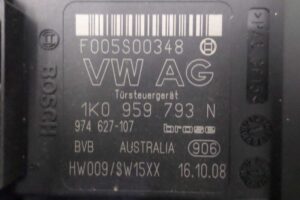 F005S00348
BOSCH
VW AG
Türsteuergerät
1K0 959 793 N
974 627-107 brose
BVB AUSTRALIA 906
HW009/SW15XX 16.10.08